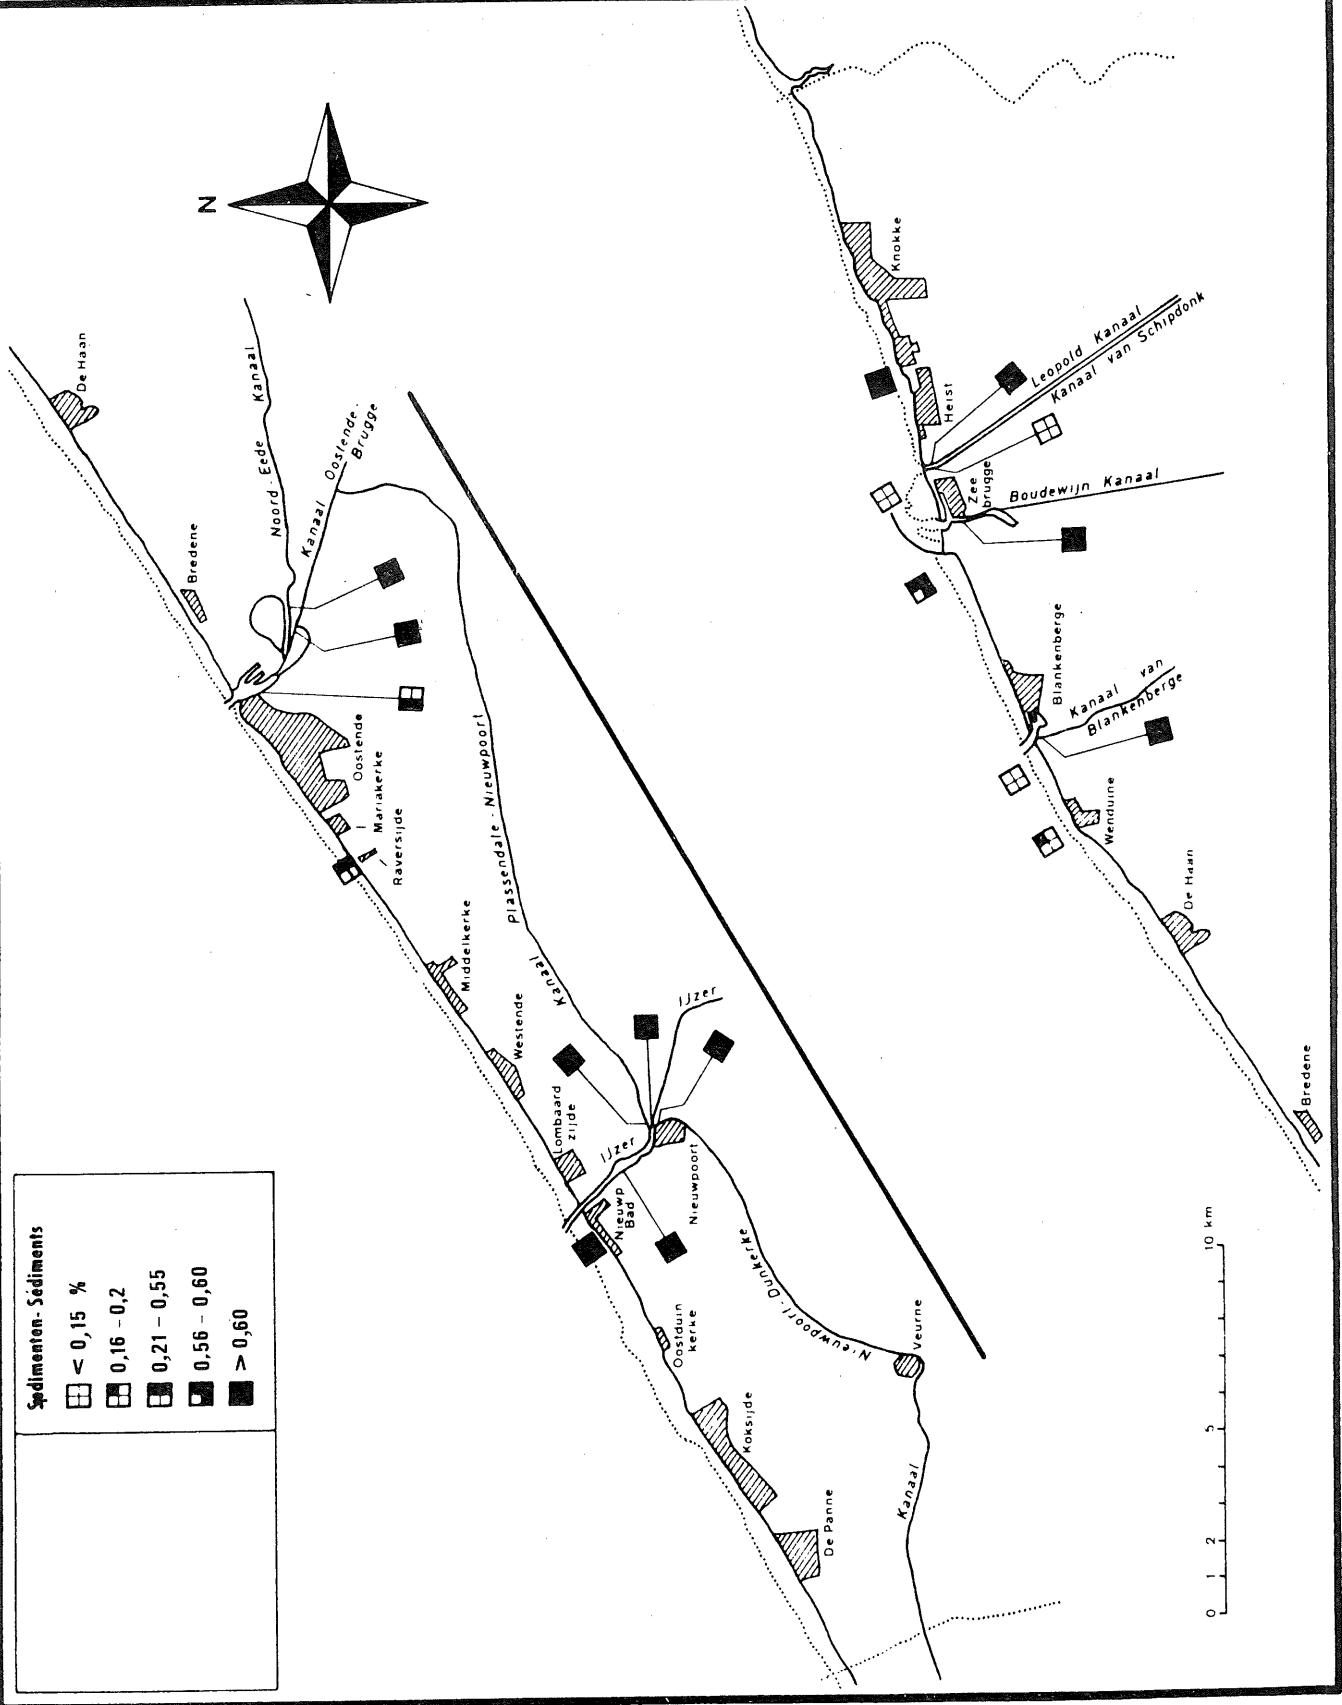 Sedimenten - Sédiments
< 0,15 %
0,16 - 0,2
0,21 - 0,55
0,56 - 0,60
> 0,60
N
De Haan
Bredene
Noord-Eede Kanaal
Kanaal Oostende-
Brugge
Oostende
Mariakerke
Raversijde
Middelkerke
Westende
Lombaard
zijde
Kanaal Plassendale-Nieuwpoort
IJzer
IJzer
Nieuwp
Bad
Nieuwpoort
Oostduin
kerke
Koksijde
De Panne
Kanaal Nieuwpoort-Dunkerke
Veurne
Knokke
Heist
Leopold Kanaal
Kanaal van Schipdonk
Zee
brugge
Boudewijn Kanaal
Blankenberge
Kanaal van
Blankenberge
Wenduine
De Haan
Bredene
0 1 2 5 10 km